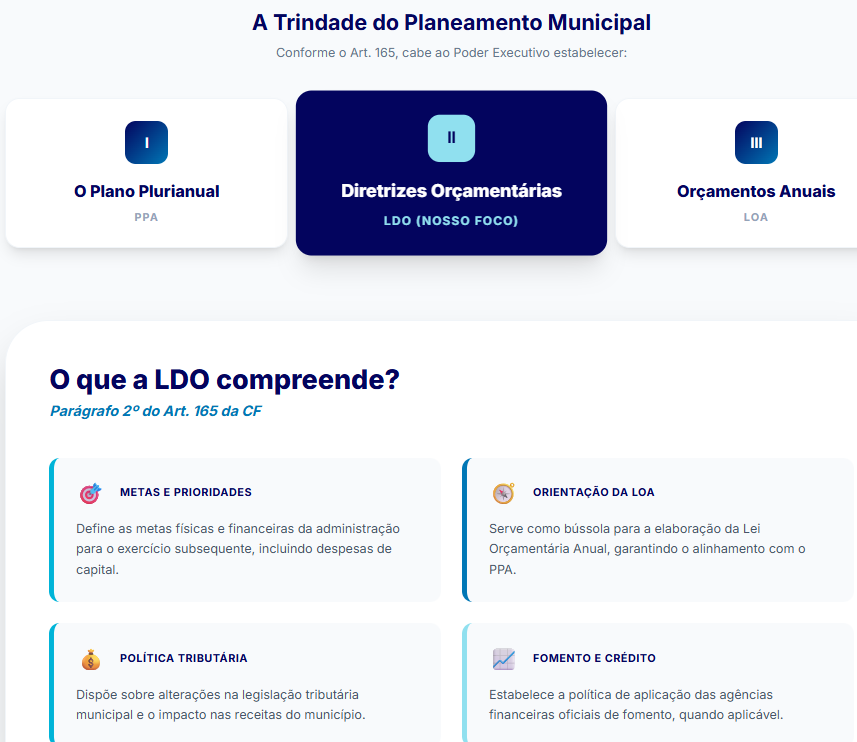 A Trindade do Planeamento Municipal
Conforme o Art. 165, cabe ao Poder Executivo estabelecer:
I
O Plano Plurianual
PPA
II
Diretrizes Orçamentárias
LDO (NOSSO FOCO)
III
Orçamentos Anuais
LOA
O que a LDO compreende?
Parágrafo 2º do Art. 165 da CF
METAS E PRIORIDADES
Define as metas físicas e financeiras da administração
para o exercício subsequente, incluindo despesas de
capital.
ORIENTAÇÃO DA LOA
Serve como bússola para a elaboração da Lei
Orçamentária Anual, garantindo o alinhamento com o
PPA.
POLÍTICA TRIBUTÁRIA
Dispõe sobre alterações na legislação tributária
municipal e o impacto nas receitas do município.
FOMENTO E CRÉDITO
Estabelece a política de aplicação das agências
financeiras oficiais de fomento, quando aplicável.